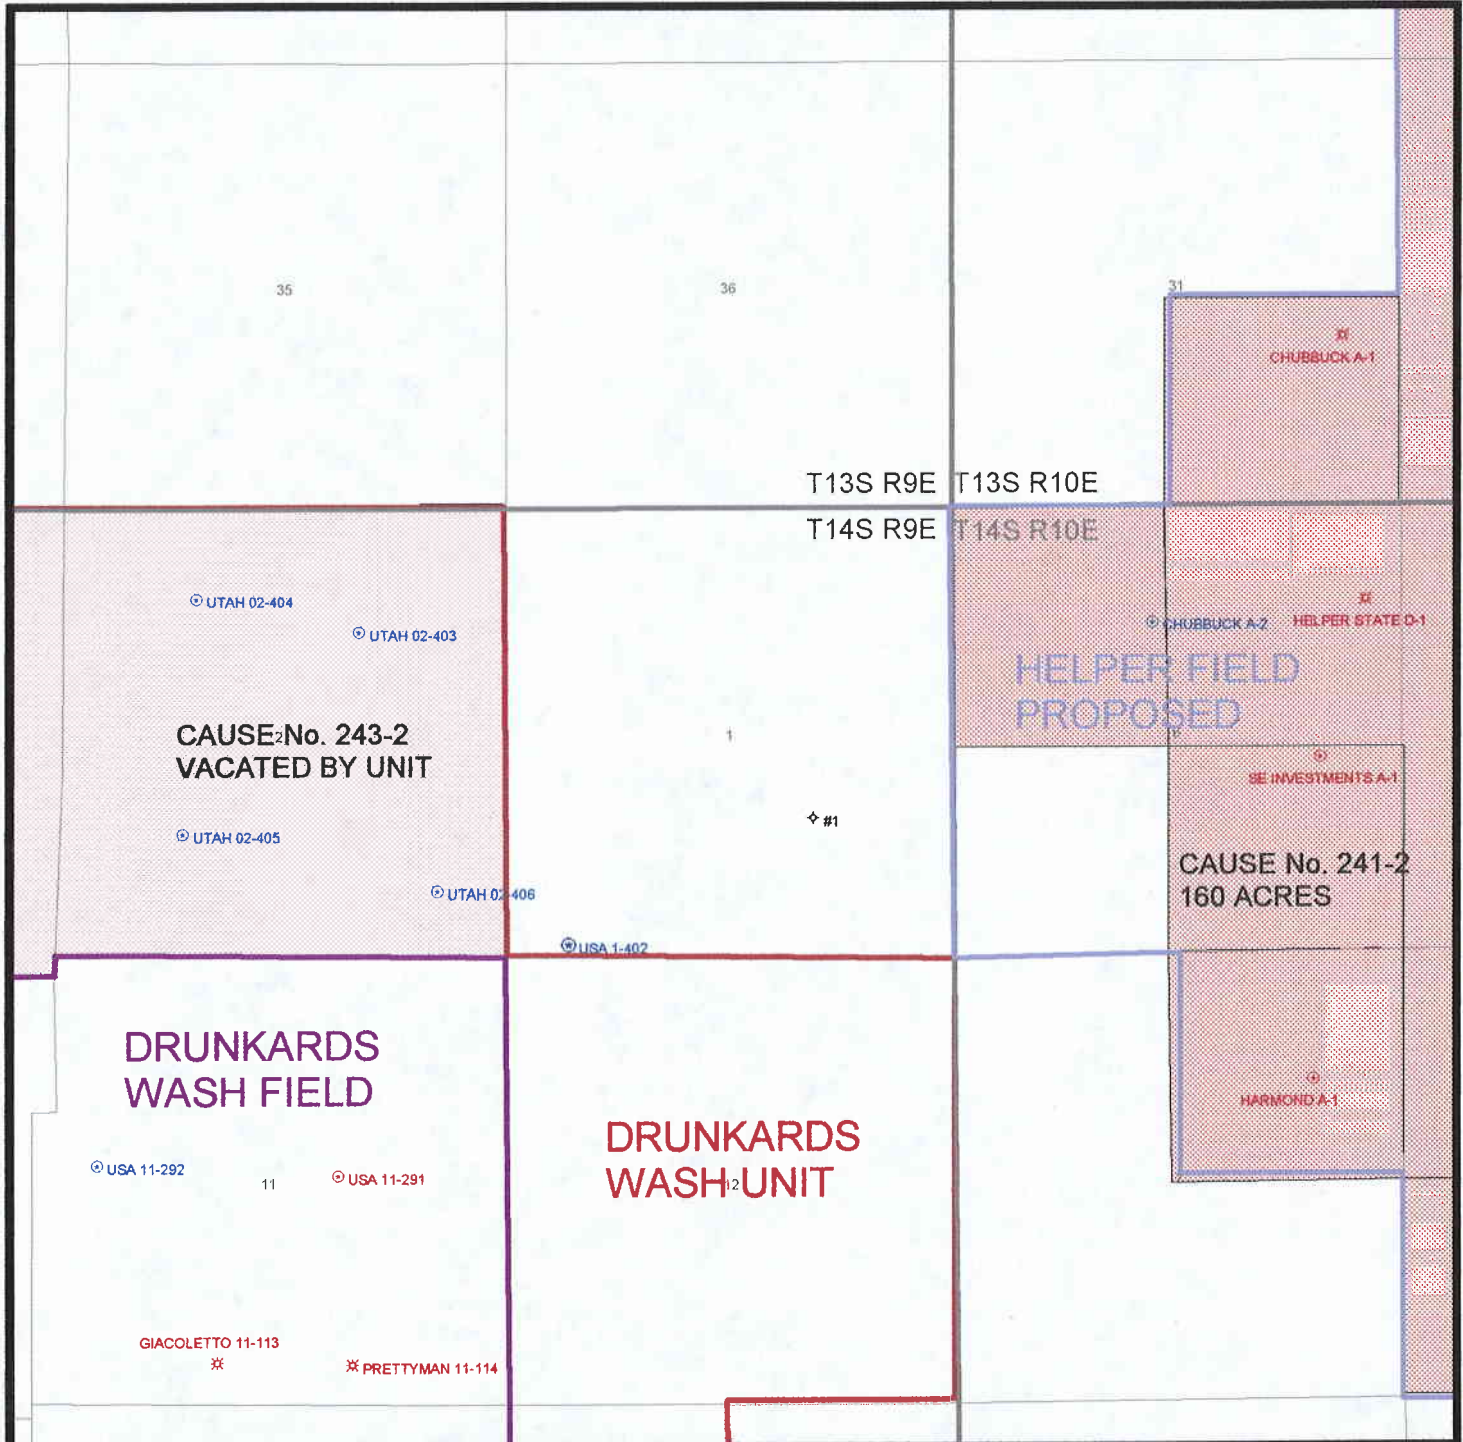 35
36
31
CHUBBUCK A-1
T13S R9E
T13S R10E
T14S R9E
T14S R10E
UTAH 02-404
UTAH 02-403
CHUBBUCK A-2
HELPER STATE D-1
HELPER FIELD
PROPOSED
CAUSE No. 243-2
2
VACATED BY UNIT
1
6
SE INVESTMENTS A-1
#1
UTAH 02-405
CAUSE No. 241-2
160 ACRES
UTAH 02-406
USA 1-402
DRUNKARDS
WASH FIELD
HARMOND A-1
DRUNKARDS
WASH UNIT
12
USA 11-292
11
USA 11-291
GIACOLETTO 11-113
PRETTYMAN 11-114